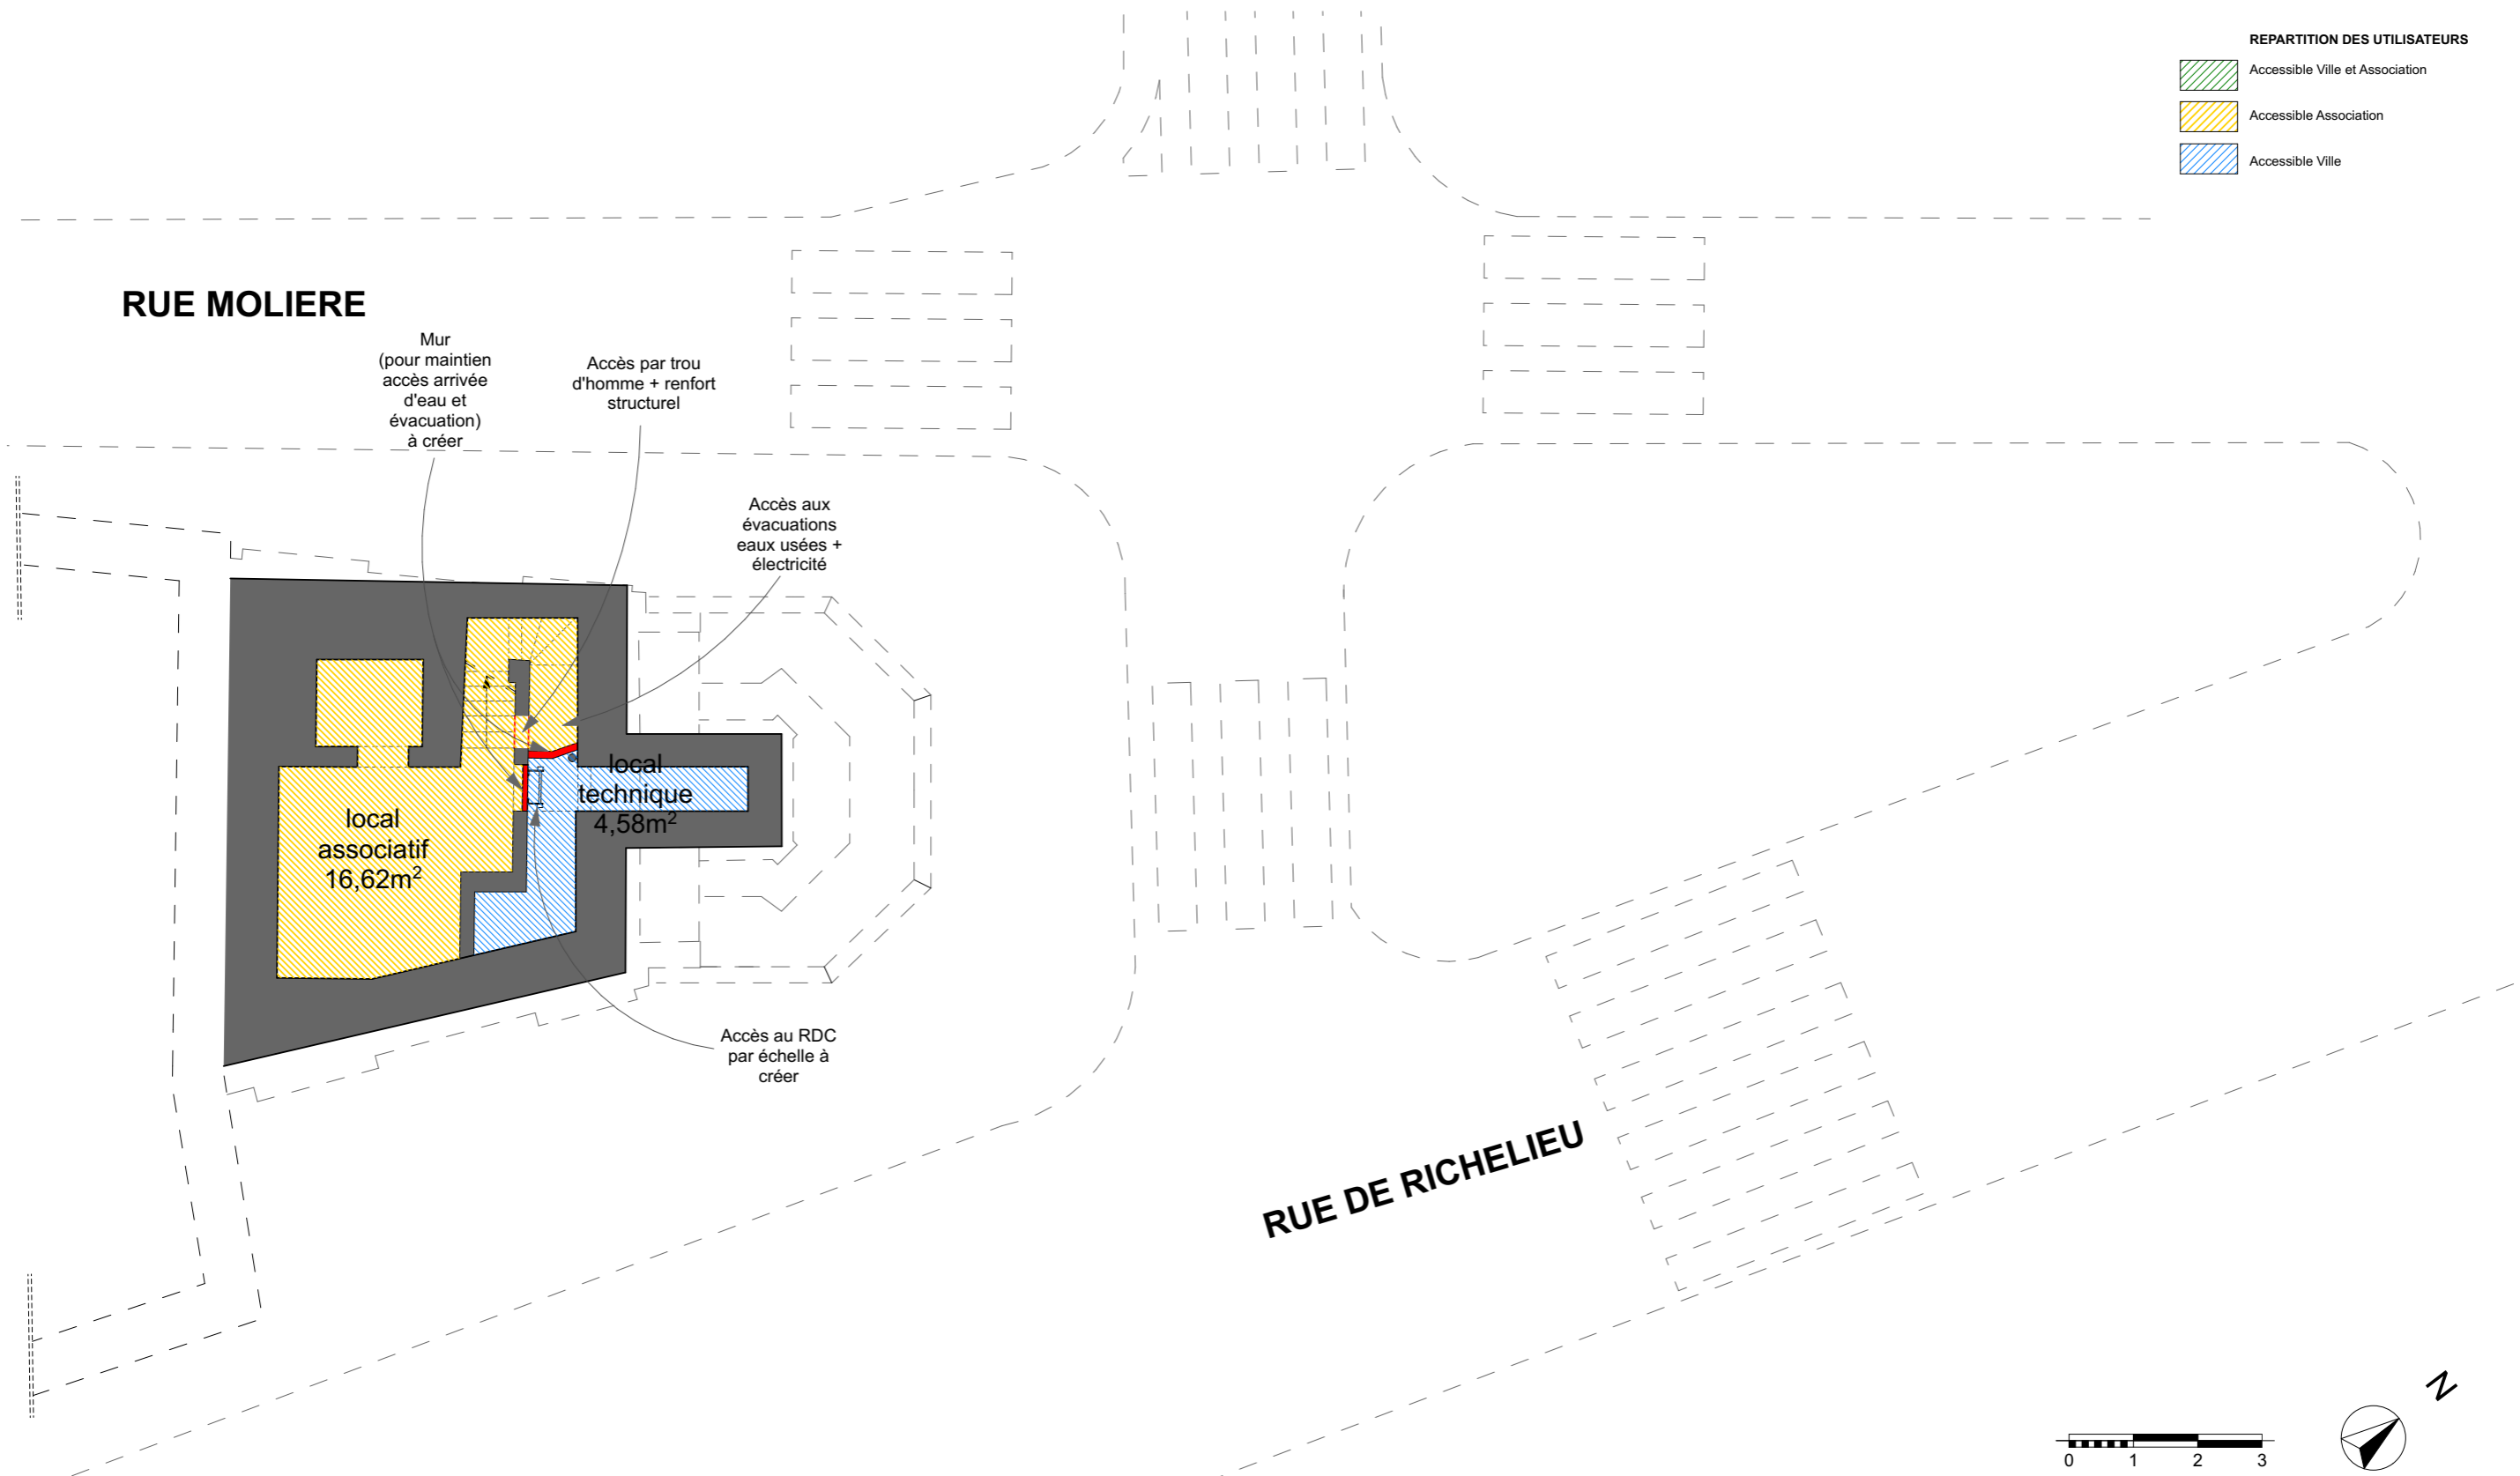 REPARTITION DES UTILISATEURS
Accessible Ville et Association
Accessible Association
Accessible Ville
RUE MOLIERE
Mur
(pour maintien
accès arrivée
d'eau et
évacuation)
à créer
Accès par trou
d'homme + renfort
structurel
Accès aux
évacuations
eaux usées +
électricité
local
technique
4,58m²
local
associatif
16,62m²
Accès au RDC
par échelle à
créer
RUE DE RICHELIEU
N
0 1 2 3